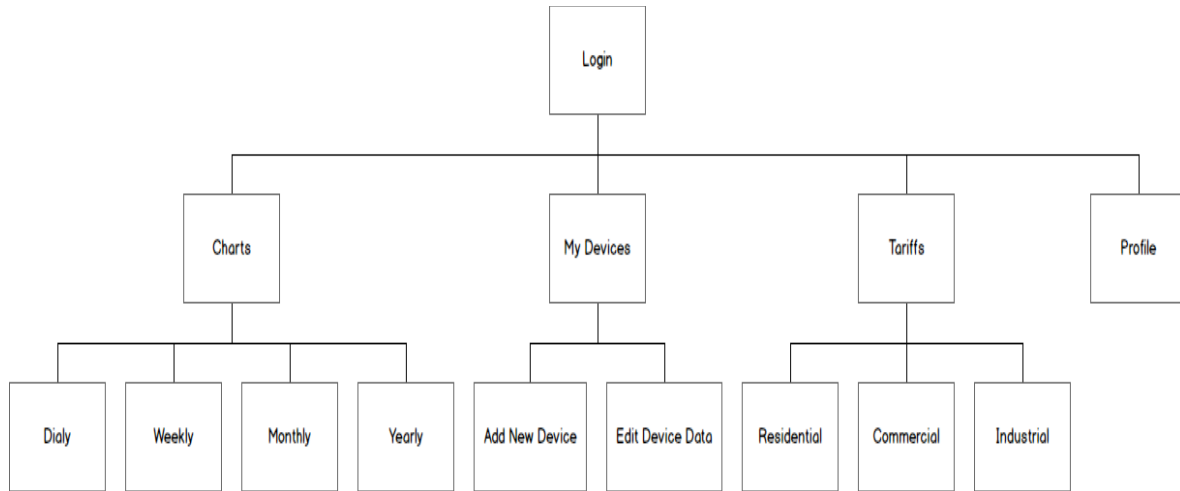 Login
Charts
My Devices
Tariffs
Profile
Dialy
Weekly
Monthly
Yearly
Add New Device
Edit Device Data
Residential
Commercial
Industrial